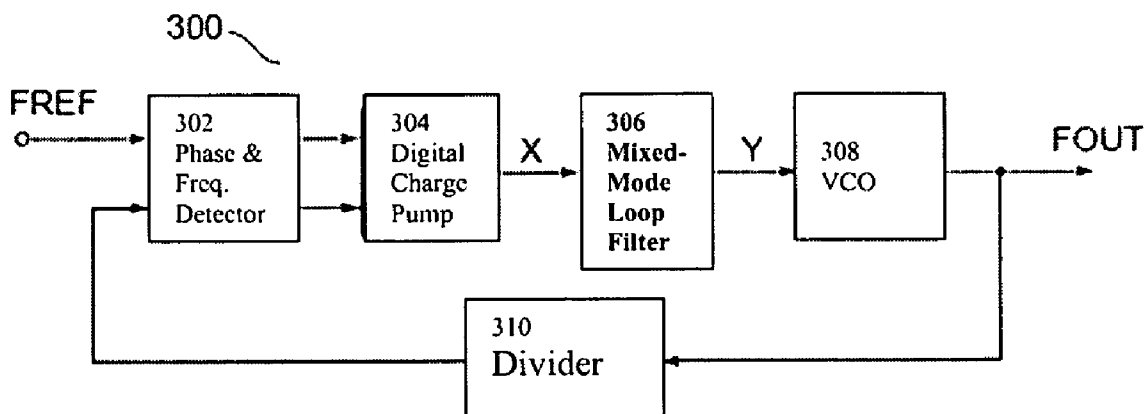 300
FREF
302
Phase &
Freq.
Detector
304
Digital
Charge
Pump
X
306
Mixed-
Mode
Loop
Filter
Y
308
VCO
FOUT
310
Divider